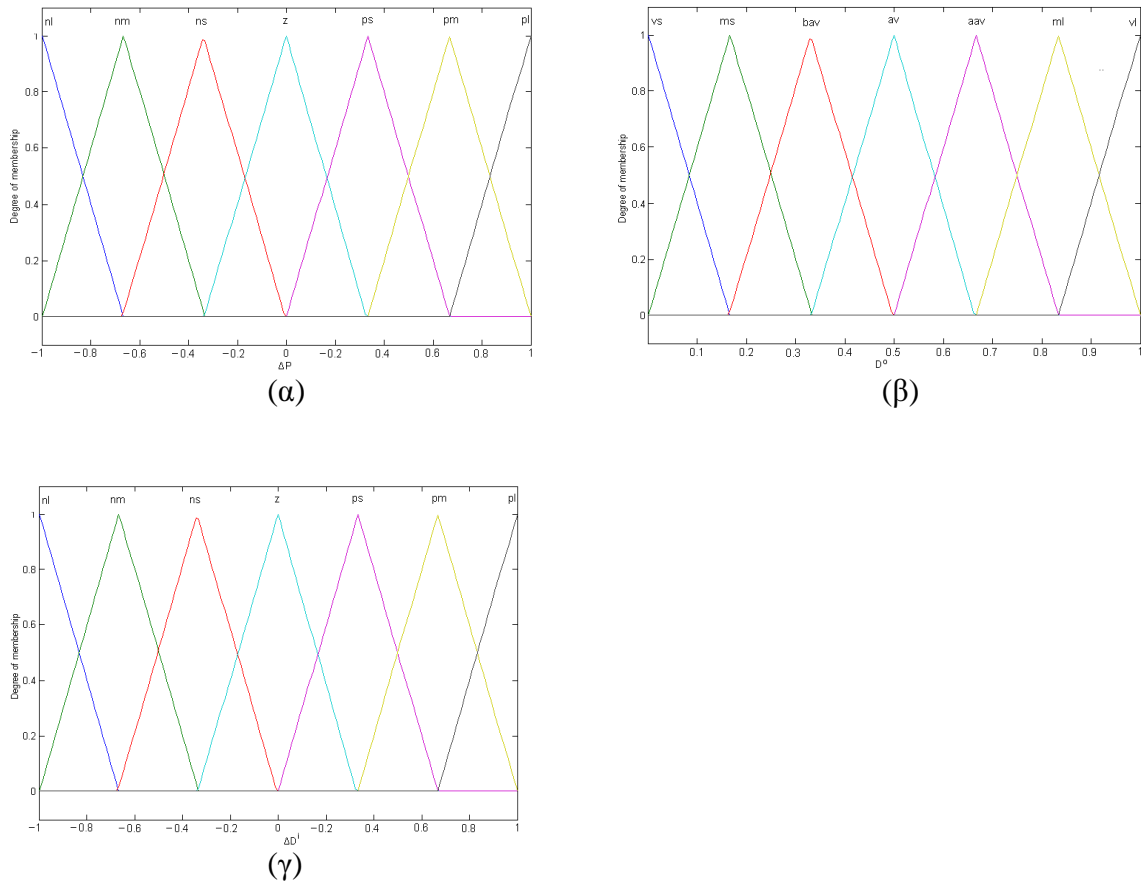 nl nm ns z ps pm pl
1
0.8
0.6
0.4
0.2
0
Degree of membership
−1 −0.8 −0.6 −0.4 −0.2 0 0.2 0.4 0.6 0.8 1
ΔP
(α)
vs ms bav av aav ml vl
1
0.8
0.6
0.4
0.2
0
Degree of membership
0.1 0.2 0.3 0.4 0.5 0.6 0.7 0.8 0.9 1
D°
(β)
nl nm ns z ps pm pl
1
0.8
0.6
0.4
0.2
0
Degree of membership
−1 −0.8 −0.6 −0.4 −0.2 0 −0.2 0.4 0.6 0.8 1
ΔD¹
(γ)